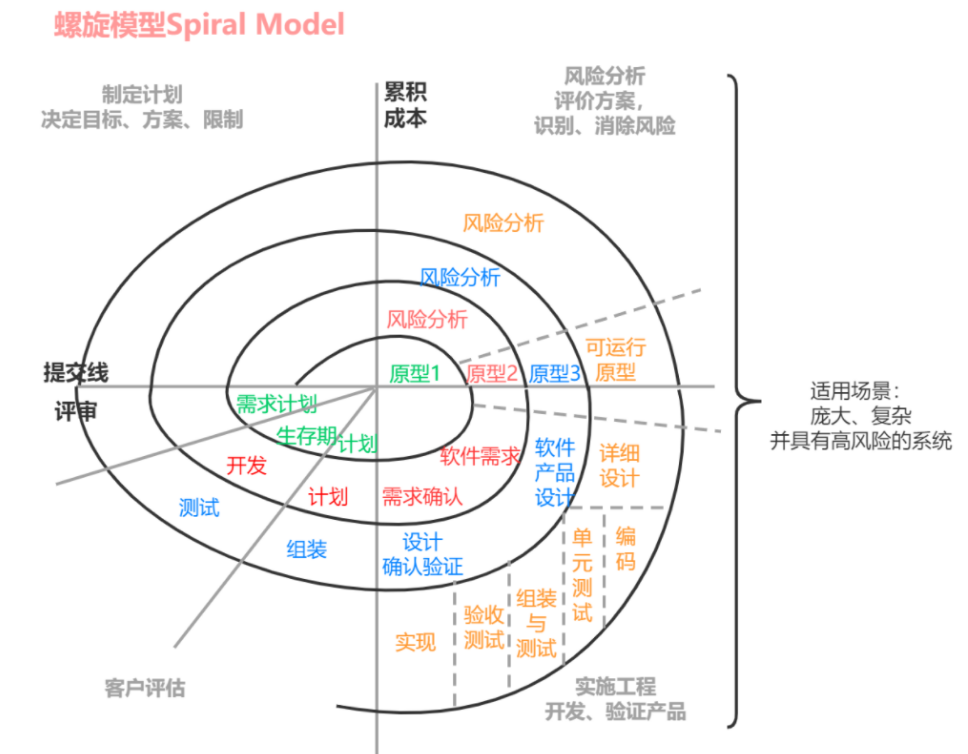 螺旋模型Spiral Model
制定计划
决定目标、方案、限制
累积
成本
风险分析
评价方案，
识别、消除风险
风险分析
风险分析
风险分析
原型1
原型2
原型3
可运行
原型
提交线
评审
需求计划
生存期
计划
开发
计划
软件需求
需求确认
软件
产品
设计
详细
设计
测试
组装
设计
确认验证
单
元
测
试
编
码
实现
验收
测试
组装
与
测试
客户评估
实施工程
开发、验证产品
适用场景：
庞大、复杂
并具有高风险的系统